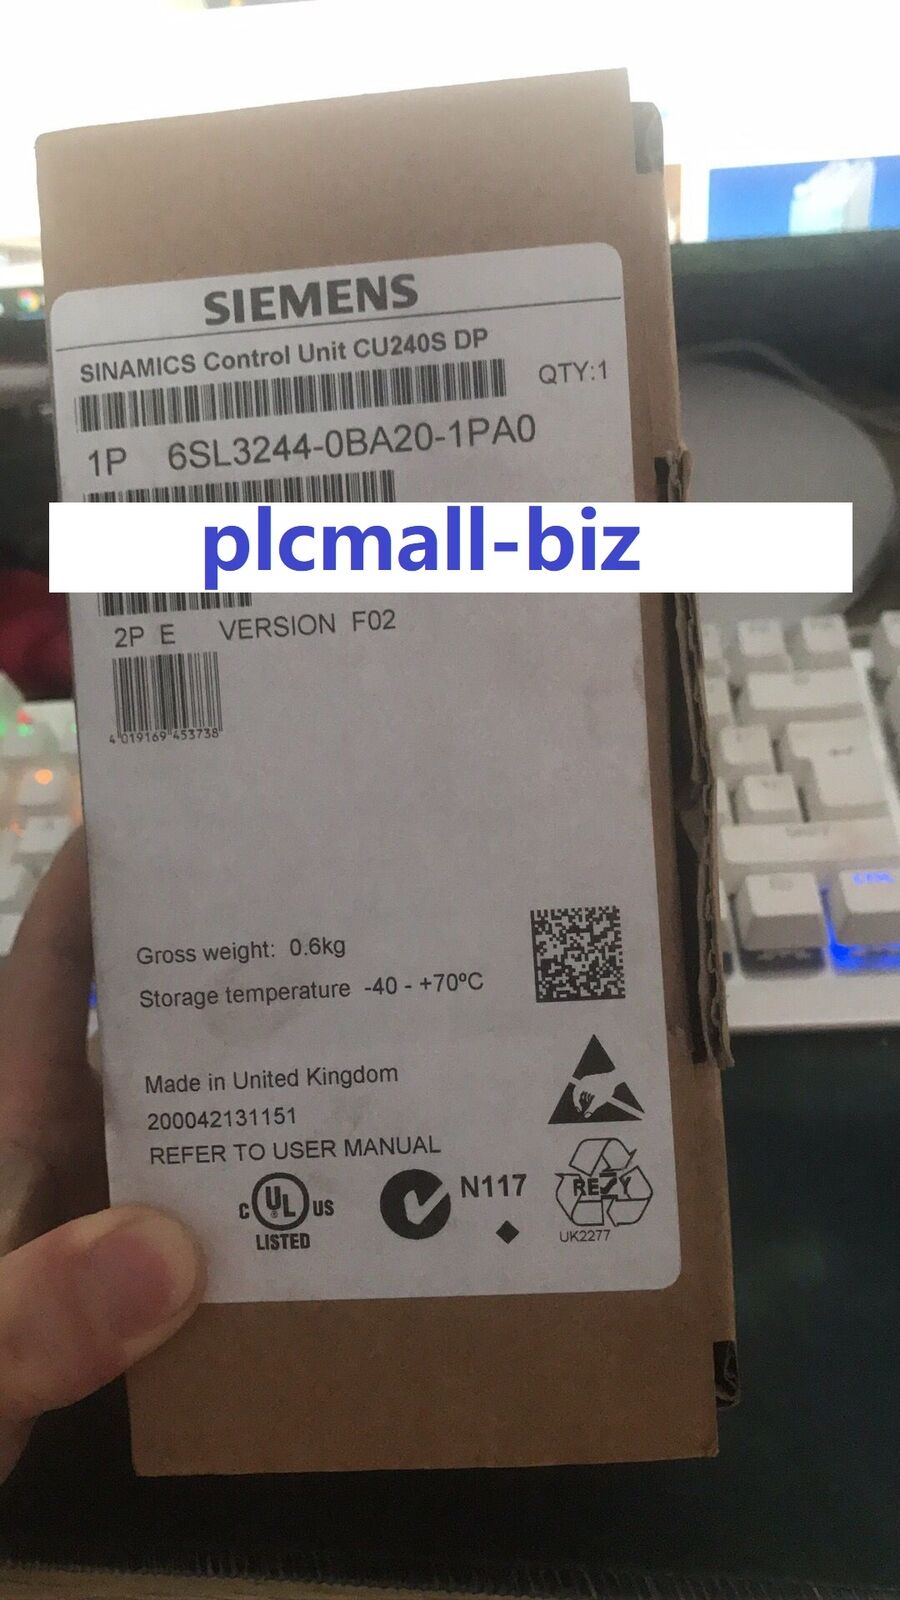 SIEMENS
SINAMICS Control Unit CU240S DP
QTY:1
1P 6SL3244-0BA20-1PA0
plcmall-biz
2P E VERSION F02
4 019169 453738
Gross weight: 0.6kg
Storage temperature -40 - +70ºC
Made in United Kingdom
200042131151
REFER TO USER MANUAL
C UL US
LISTED
N117
RE7Y
UK2277